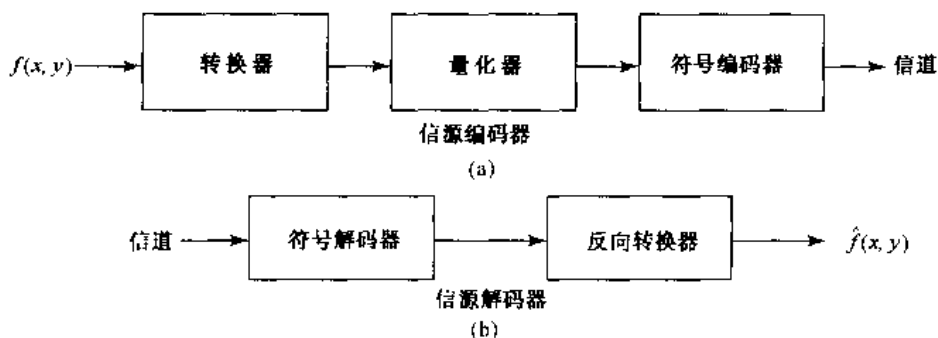 f(x, y) 转换器 量化器 符号编码器 信道
信源编码器
(a)
信道 符号解码器 反向转换器 f̂(x, y)
信源解码器
(b)